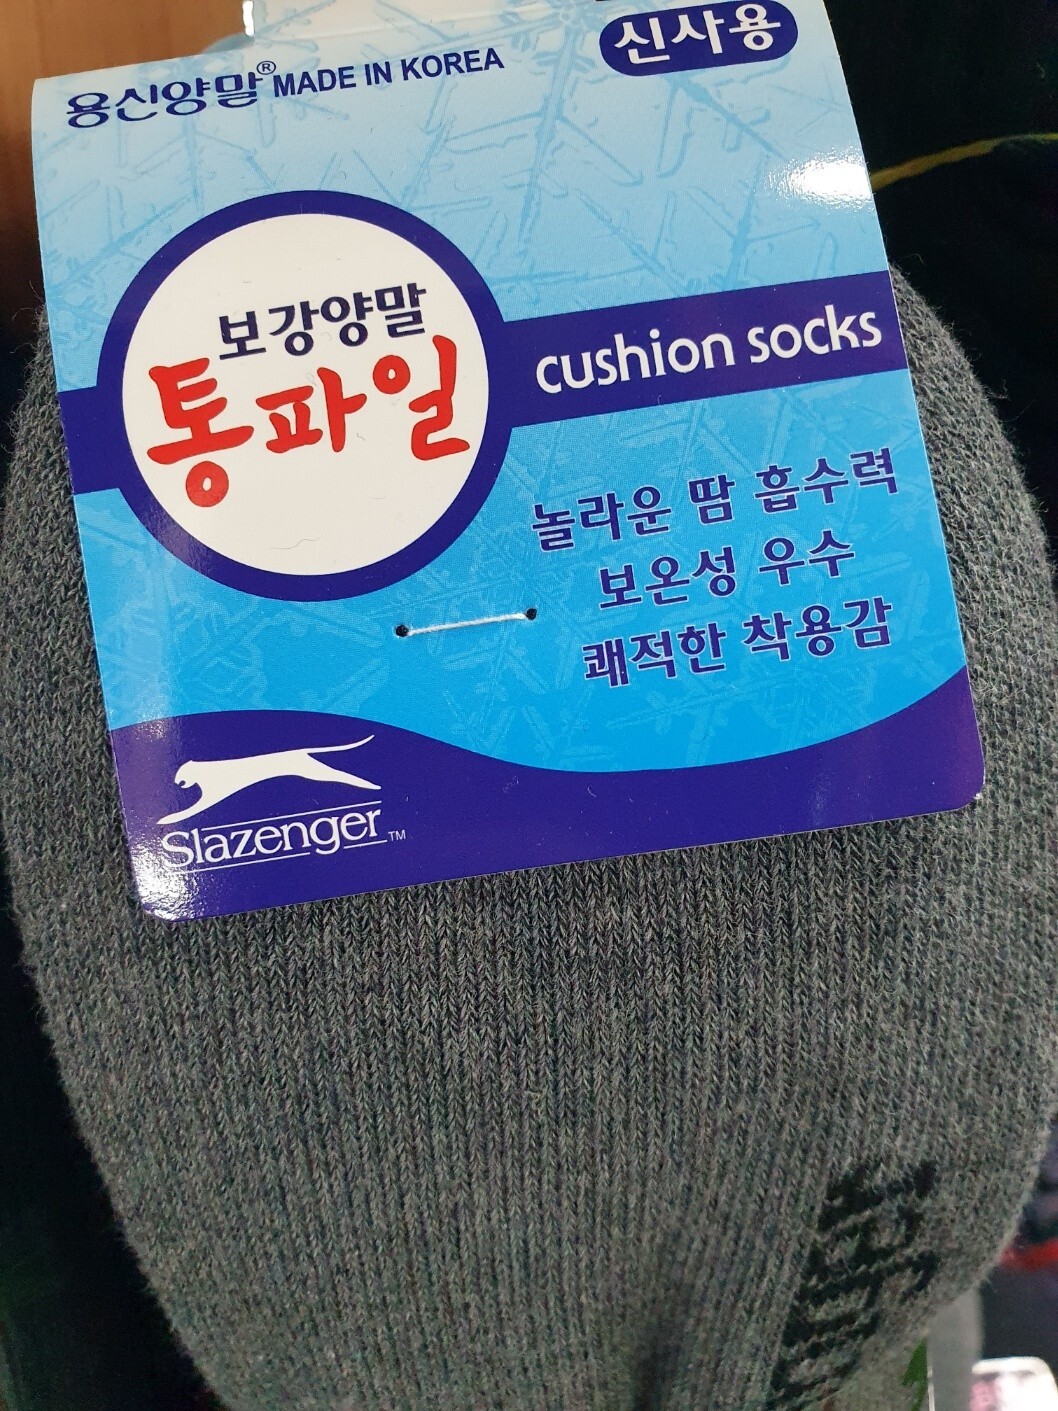 용신양말® MADE IN KOREA
신사용
보강양말
통파일
cushion socks
놀라운 땀 흡수력
보온성 우수
쾌적한 착용감
Slazenger™